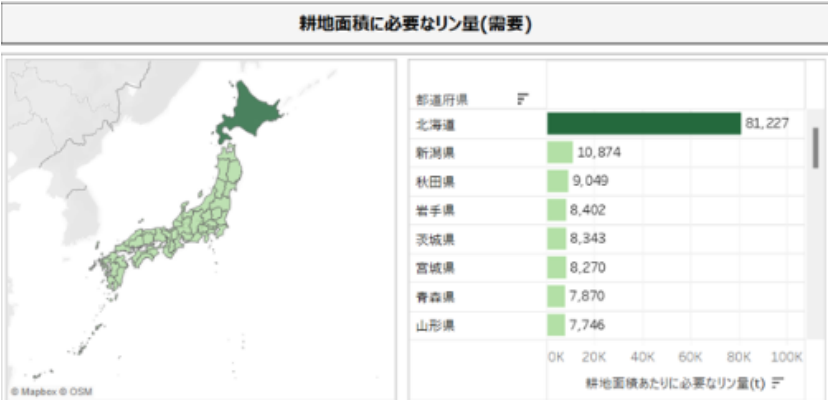 耕地面積に必要なリン量(需要)
© Mapbox © OSM
都道府県
北海道 81,227
新潟県 10,874
秋田県 9,049
岩手県 8,402
茨城県 8,343
宮城県 8,270
青森県 7,870
山形県 7,746
0K 20K 40K 60K 80K 100K
耕地面積あたりに必要なリン量(t)